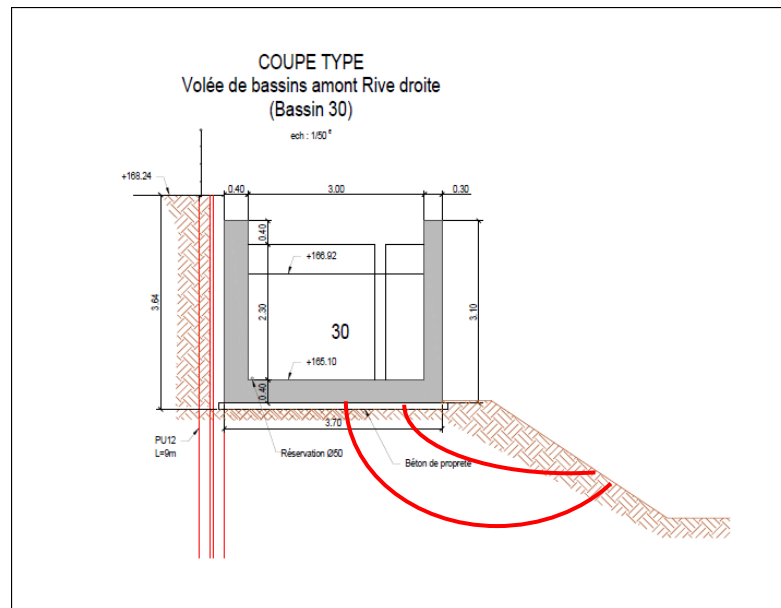 COUPE TYPE
Volée de bassins amont Rive droite
(Bassin 30)
ech : 1/50 e
+168.24
0.40
3.00
0.30
0.40
+166.92
3.64
2.30
3.10
30
+165.10
0.40
3.70
PU12
L=9m
Réservation Ø50
Béton de propreté